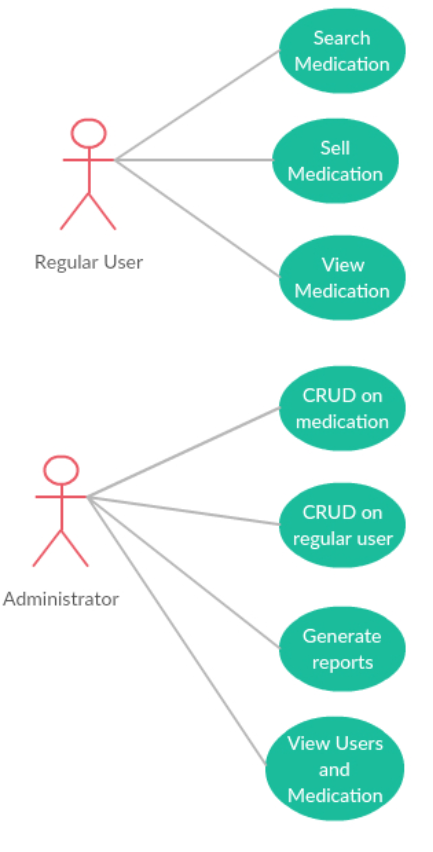 Search
Medication
Sell
Medication
Regular User
View
Medication
CRUD on
medication
CRUD on
regular user
Administrator
Generate
reports
View Users
and
Medication